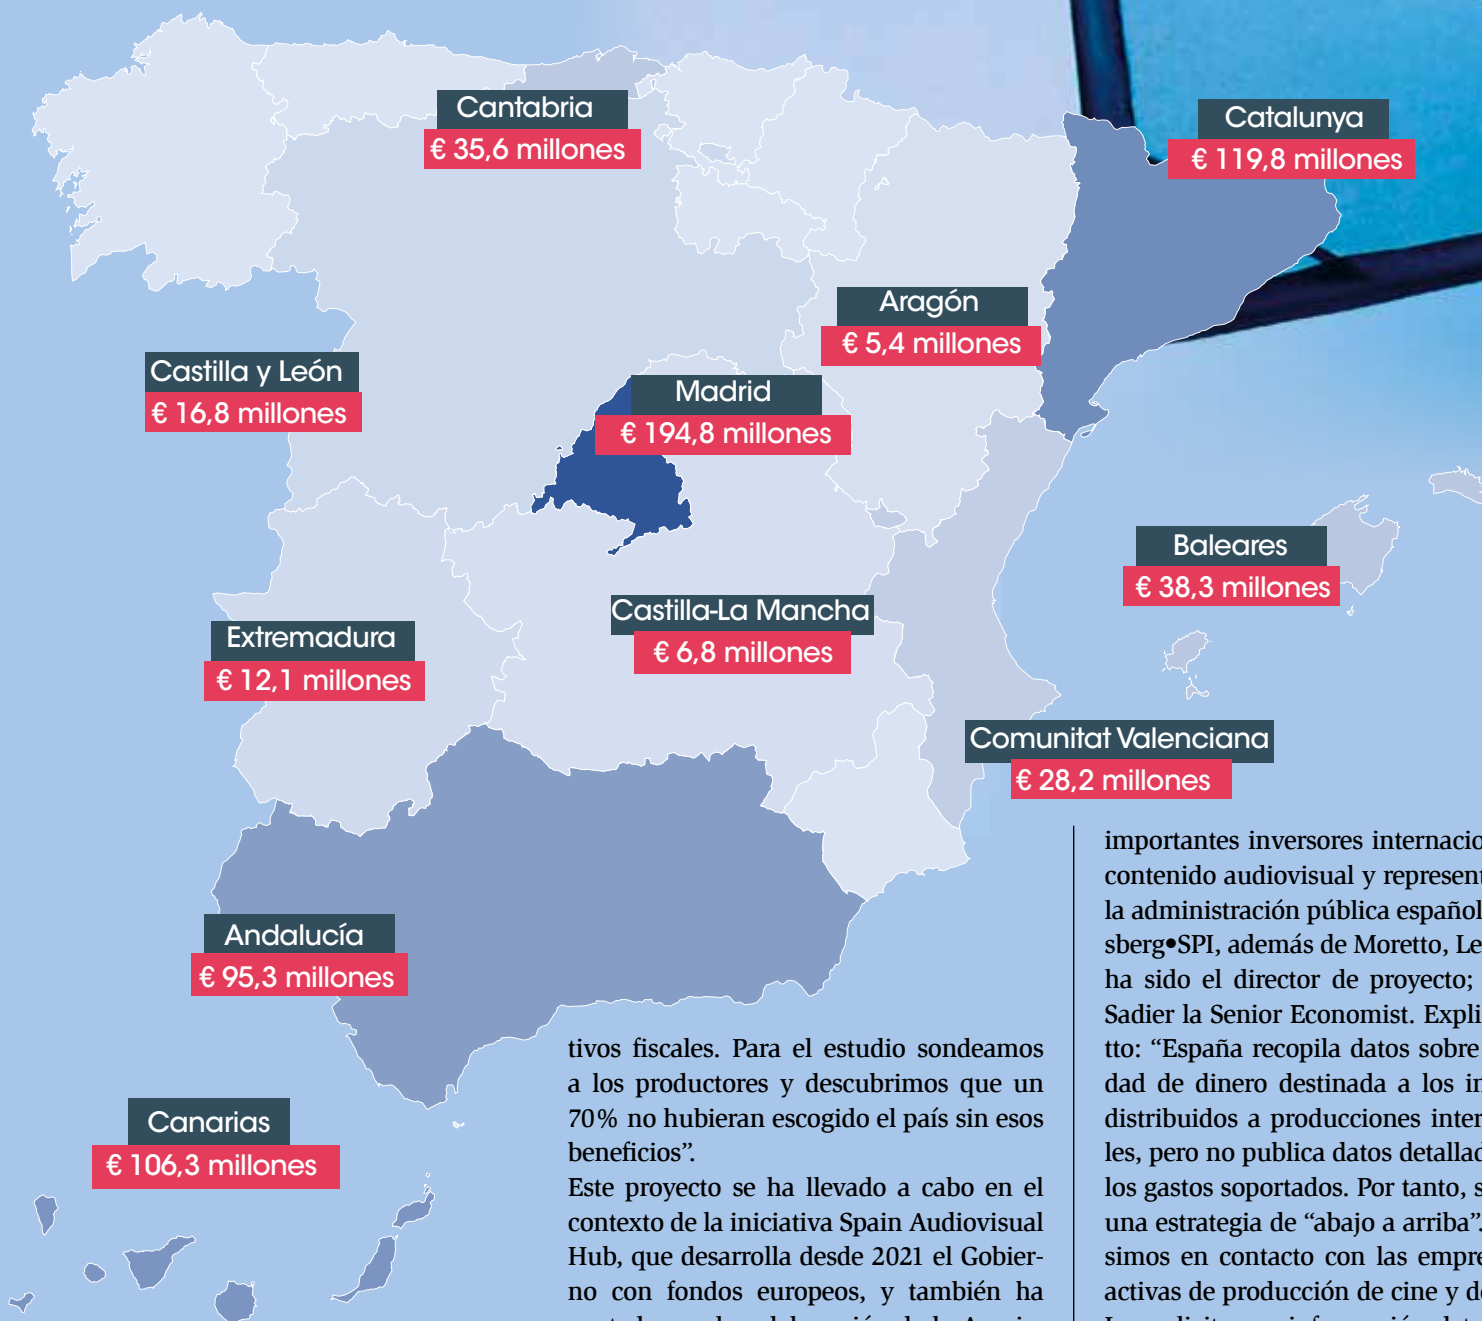 Cantabria
€ 35,6 millones
Catalunya
€ 119,8 millones
Aragón
€ 5,4 millones
Castilla y León
€ 16,8 millones
Madrid
€ 194,8 millones
Baleares
€ 38,3 millones
Castilla-La Mancha
€ 6,8 millones
Extremadura
€ 12,1 millones
Comunitat Valenciana
€ 28,2 millones
Andalucía
€ 95,3 millones
Canarias
€ 106,3 millones
tivos fiscales. Para el estudio sondeamos
a los productores y descubrimos que un
70% no hubieran escogido el país sin esos
beneficios”.
Este proyecto se ha llevado a cabo en el
contexto de la iniciativa Spain Audiovisual
Hub, que desarrolla desde 2021 el Gobier-
no con fondos europeos, y también ha
importantes inversores internacio
contenido audiovisual y represent
la administración pública español
sberg•SPI, además de Moretto, Le
ha sido el director de proyecto;
Sadier la Senior Economist. Expli
tto: “España recopila datos sobre
dad de dinero destinada a los in
distribuidos a producciones inter
les, pero no publica datos detallad
los gastos soportados. Por tanto, s
una estrategia de “abajo a arriba”.
simos en contacto con las empre
activas de producción de cine y de